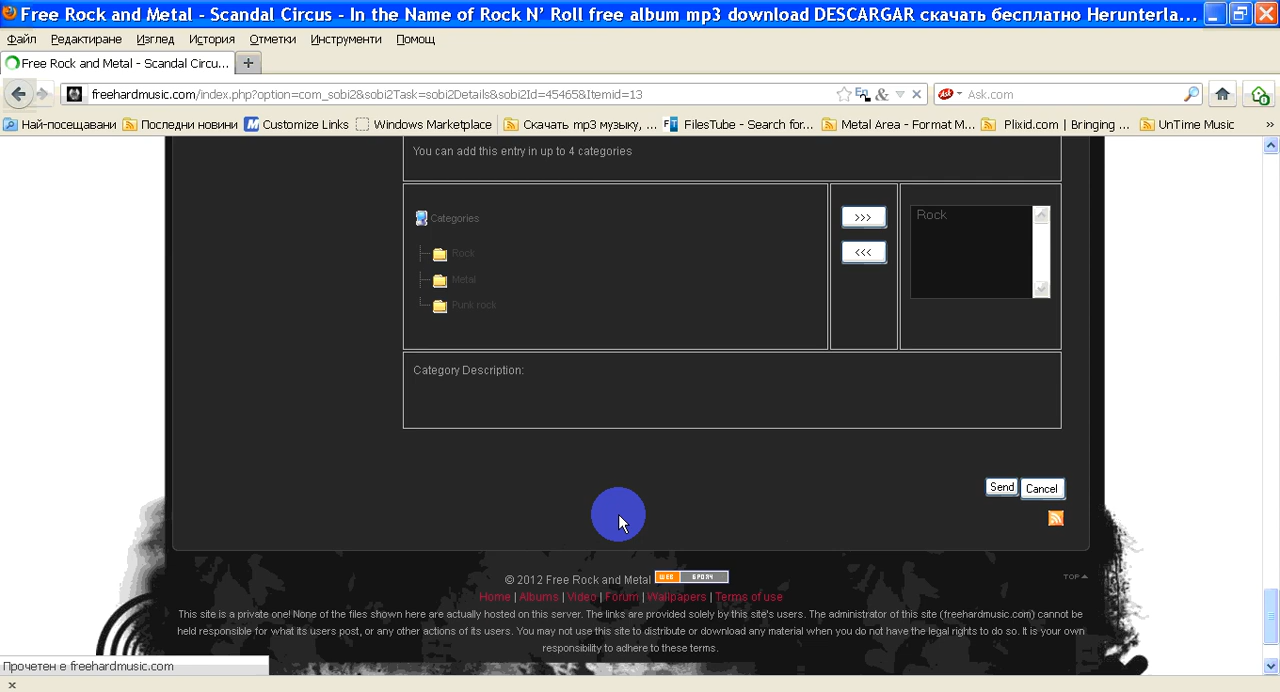 Free Rock and Metal - Scandal Circus - In the Name of Rock N’ Roll free album mp3 download DESCARGAR скачать бесплатно Herunterla...
Файл Редактиране Изглед История Отметки Инструменти Помощ
Free Rock and Metal - Scandal Circu...
freehardmusic.com/index.php?option=com_sobi2&sobi2Task=sobi2Details&sobi2Id=45465&Itemid=13
Ask Ask.com
Най-посещавани Последни новини Customize Links Windows Marketplace Скачать mp3 музыку, ... FilesTube - Search for... Metal Area - Format M... Plixid.com | Bringing ... UnTime Music »
You can add this entry in up to 4 categories
Categories >>> Rock
Rock <<<
Metal
Punk rock
Category Description:
Send Cancel
© 2012 Free Rock and Metal WEB БРОЯЧ TOP
Home | Albums | Video | Forum | Wallpapers | Terms of use
This site is a private one! None of the files shown here are actually hosted on this server. The links are provided solely by this site's users. The administrator of this site (freehardmusic.com) cannot be
held responsible for what its users post, or any other actions of its users. You may not use this site to distribute or download any material when you do not have the legal rights to do so. It is your own
responsibility to adhere to these terms.
Прочетен е freehardmusic.com